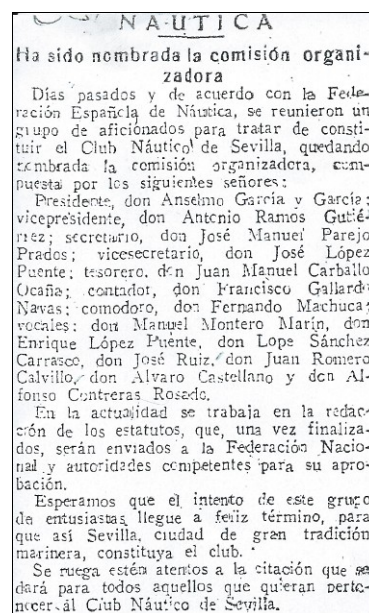 NAUTICA
Ha sido nombrada la comisión organi-
zadora
Días pasados y de acuerdo con la Fede-
ración Española de Náutica, se reunieron un
grupo de aficionados para tratar de consti-
tuir el Club Náutico de Sevilla, quedando
nombrada la comisión organizadora, com-
puesta por los siguientes señores:
Presidente, don Anselmo García y García;
vicepresidente, don Antonio Ramos Gutié-
rrez; secretario, don José Manuel Parejo
Prados; vicesecretario, don José López
Puente; tesorero, don Juan Manuel Carballo
Ocaña; contador, don Francisco Gallardo
Navas; comodoro, don Fernando Machuca;
vocales: don Manuel Montero Marín, don
Enrique López Puente, don Lope Sánchez
Carrasco, don José Ruiz, don Juan Romero
Calvillo, don Alvaro Castellano y don Al-
fonso Contreras Rosado.
En la actualidad se trabaja en la redac-
ción de los estatutos, que, una vez finaliza-
dos, serán enviados a la Federación Nacio-
nal y autoridades competentes para su apro-
bación.
Esperamos que el intento de este grupo
de entusiastas llegue a feliz término, para
que así Sevilla, ciudad de gran tradición
marinera, constituya el club.
Se ruega estén atentos a la citación que se
dará para todos aquellos que quieran perte-
necer al Club Náutico de Sevilla.